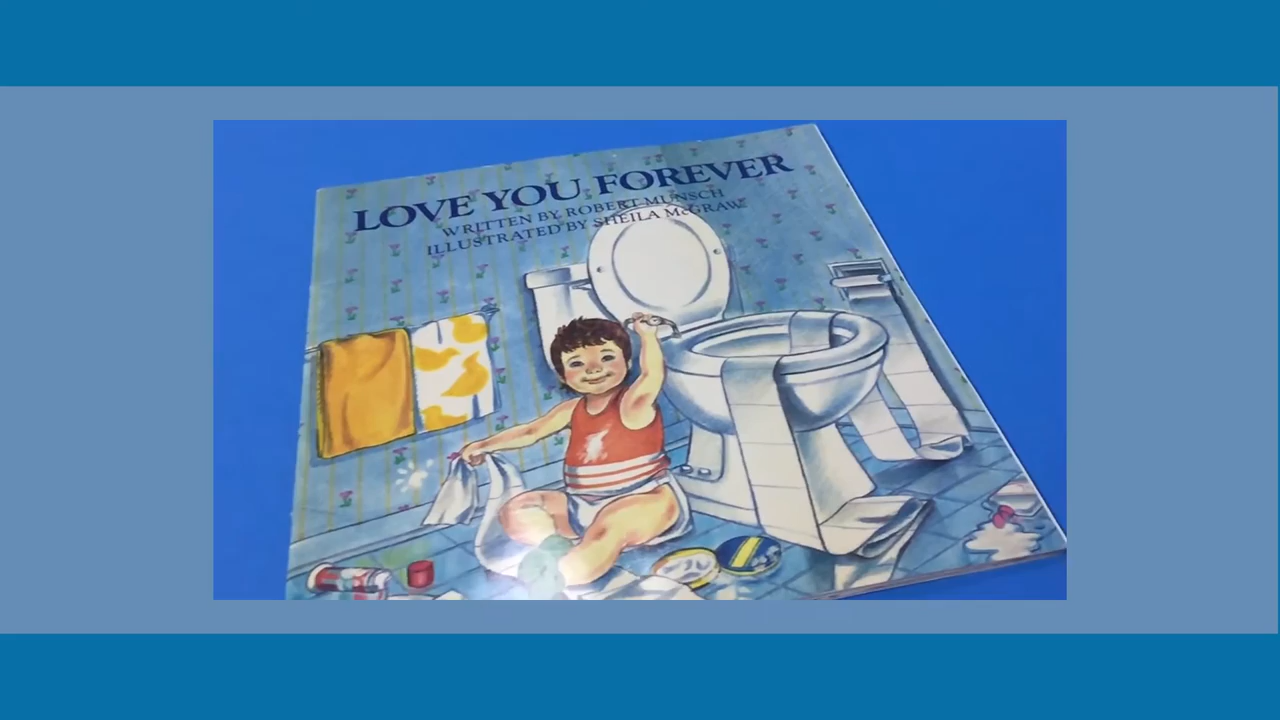 LOVE YOU FOREVER
WRITTEN BY ROBERT MUNSCH
ILLUSTRATED BY SHEILA McGRAW